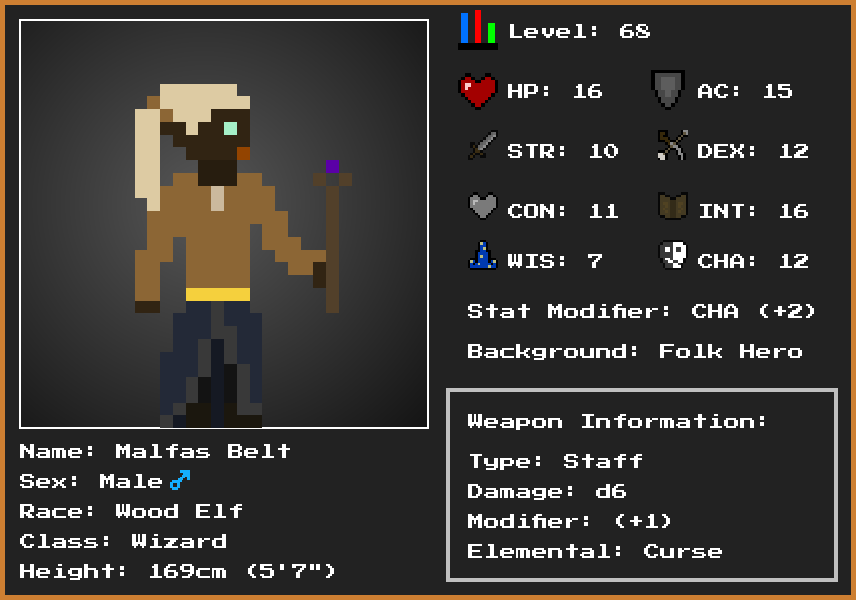 Level: 68
HP: 16
AC: 15
STR: 10
DEX: 12
CON: 11
INT: 16
WIS: 7
CHA: 12
Stat Modifier: CHA (+2)
Background: Folk Hero
Name: Malfas Belt
Sex: Male♂
Race: Wood Elf
Class: Wizard
Height: 169cm (5'7")
Weapon Information:
Type: Staff
Damage: d6
Modifier: (+1)
Elemental: Curse